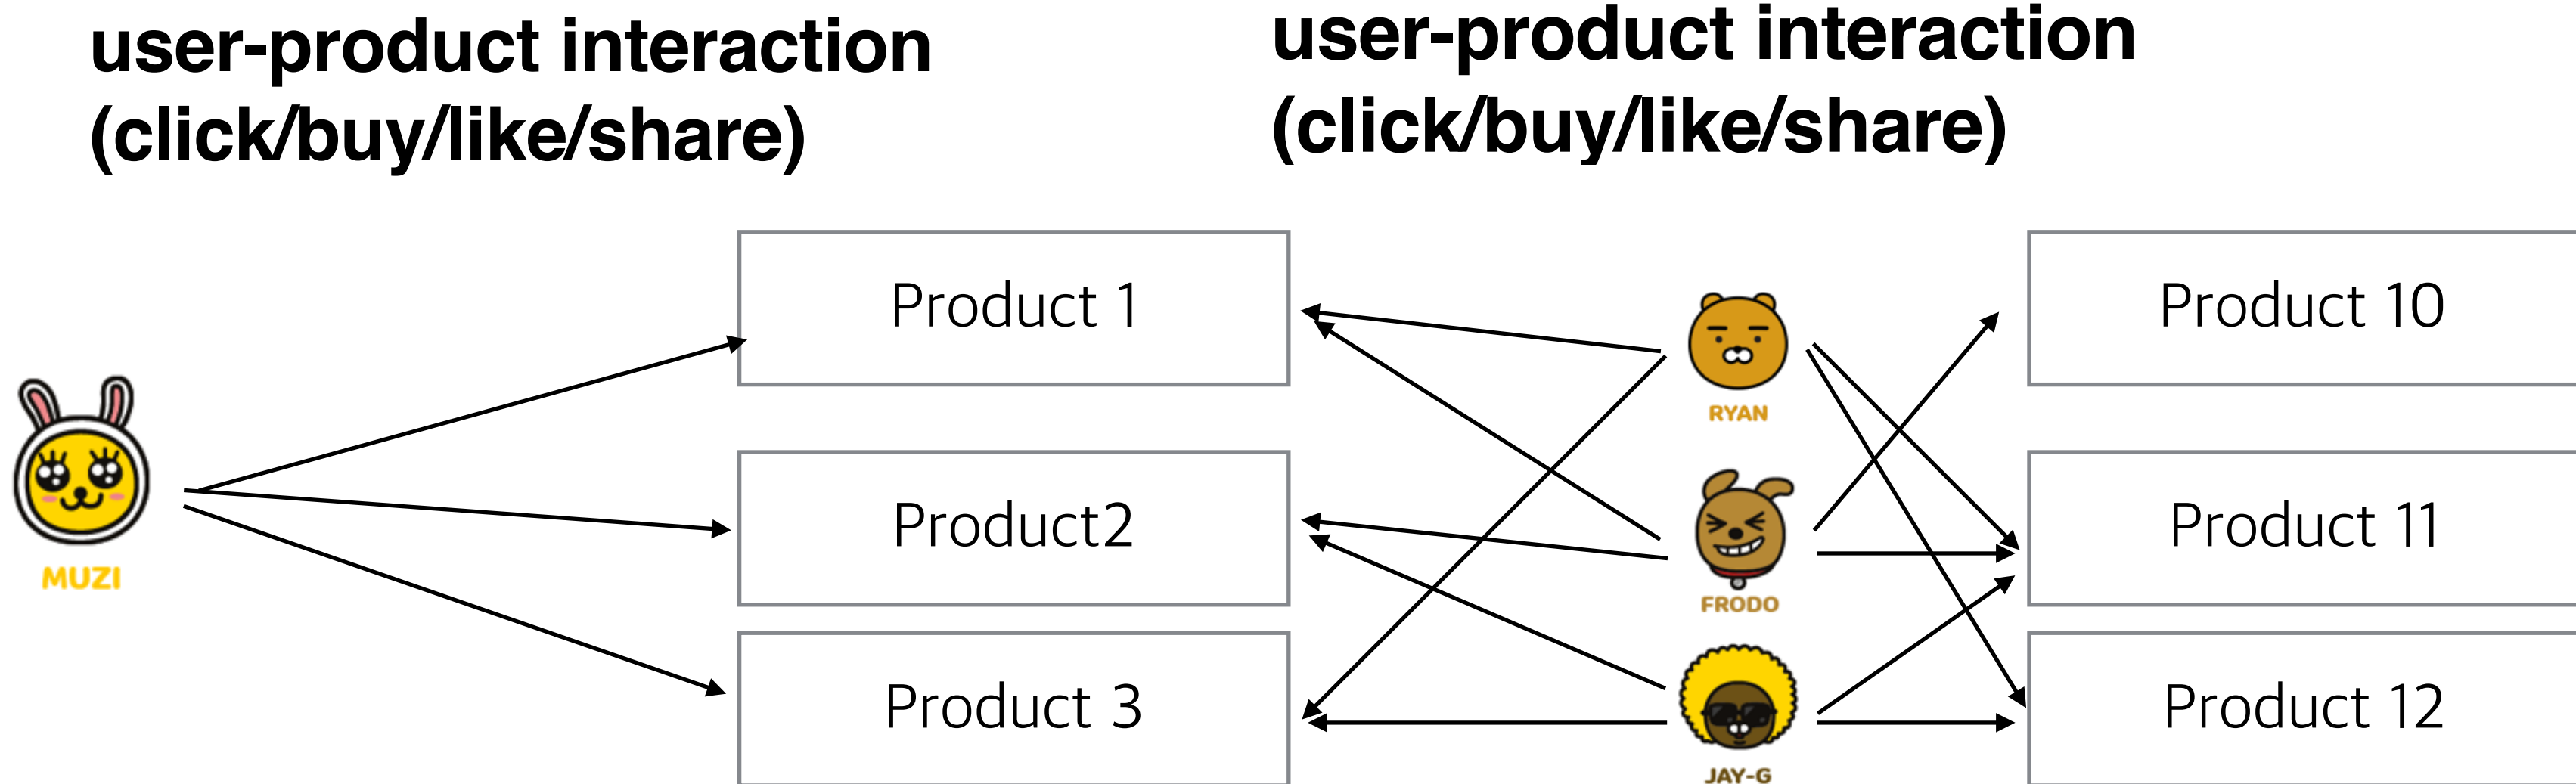 user-product interaction
(click/buy/like/share)
user-product interaction
(click/buy/like/share)
Product 1
Product2
Product 3
MUZI
RYAN
FRODO
JAY-G
Product 10
Product 11
Product 12